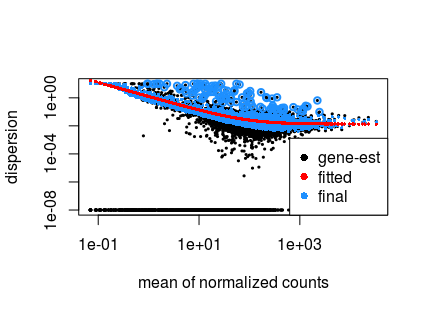 dispersion
1e+00
1e-04
1e-08
gene-est
fitted
final
1e-01 1e+01 1e+03
mean of normalized counts